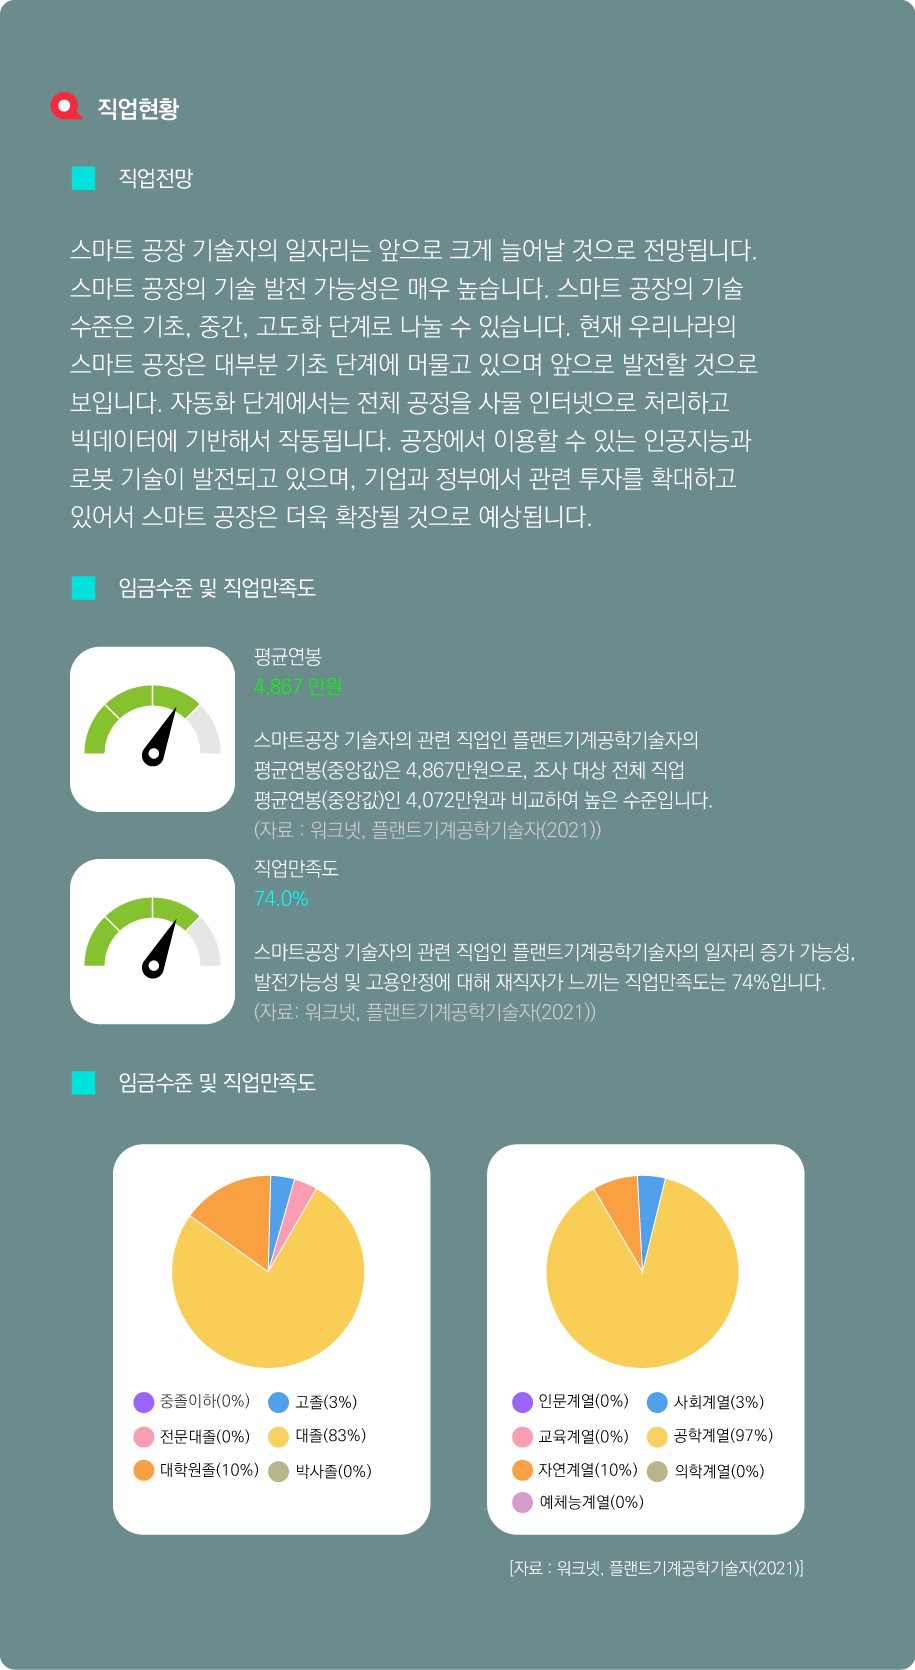 직업현황
직업전망
스마트 공장 기술자의 일자리는 앞으로 크게 늘어날 것으로 전망됩니다.
스마트 공장의 기술 발전 가능성은 매우 높습니다. 스마트 공장의 기술
수준은 기초, 중간, 고도화 단계로 나눌 수 있습니다. 현재 우리나라의
스마트 공장은 대부분 기초 단계에 머물고 있으며 앞으로 발전할 것으로
보입니다. 자동화 단계에서는 전체 공정을 사물 인터넷으로 처리하고
빅데이터에 기반해서 작동됩니다. 공장에서 이용할 수 있는 인공지능과
로봇 기술이 발전되고 있으며, 기업과 정부에서 관련 투자를 확대하고
있어서 스마트 공장은 더욱 확장될 것으로 예상됩니다.
임금수준 및 직업만족도
평균연봉
4.867 만원
스마트공장 기술자의 관련 직업인 플랜트기계공학기술자의
평균연봉(중앙값)은 4,867만원으로, 조사 대상 전체 직업
평균연봉(중앙값)인 4,072만원과 비교하여 높은 수준입니다.
(자료 : 워크넷, 플랜트기계공학기술자(2021))
직업만족도
74.0%
스마트공장 기술자의 관련 직업인 플랜트기계공학기술자의 일자리 증가 가능성,
발전가능성 및 고용안정에 대해 재직자가 느끼는 직업만족도는 74%입니다.
(자료: 워크넷, 플랜트기계공학기술자(2021))
임금수준 및 직업만족도
중졸이하(0%) 고졸(3%)
전문대졸(0%) 대졸(83%)
대학원졸(10%) 박사졸(0%)
인문계열(0%) 사회계열(3%)
교육계열(0%) 공학계열(97%)
자연계열(10%) 의학계열(0%)
예체능계열(0%)
[자료 : 워크넷, 플랜트기계공학기술자(2021)]